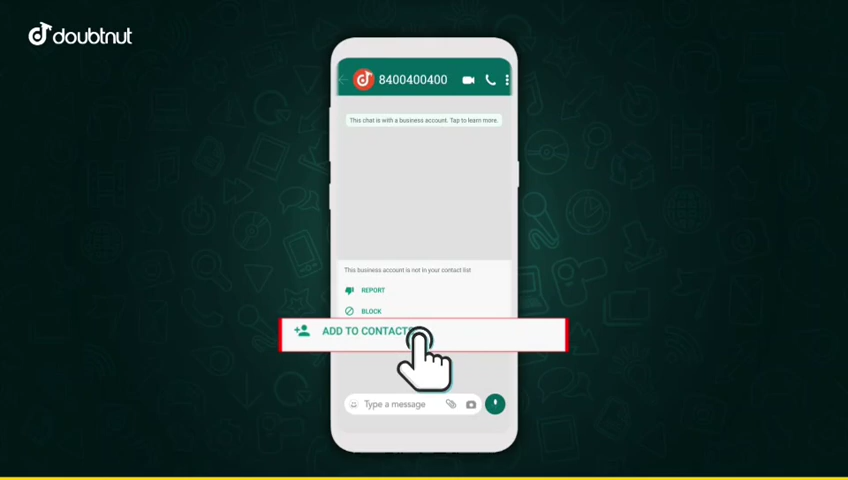 doubtnut
8400400400
This chat is with a business account. Tap to learn more.
This business account is not in your contact list
REPORT
BLOCK
ADD TO CONTACTS
Type a message